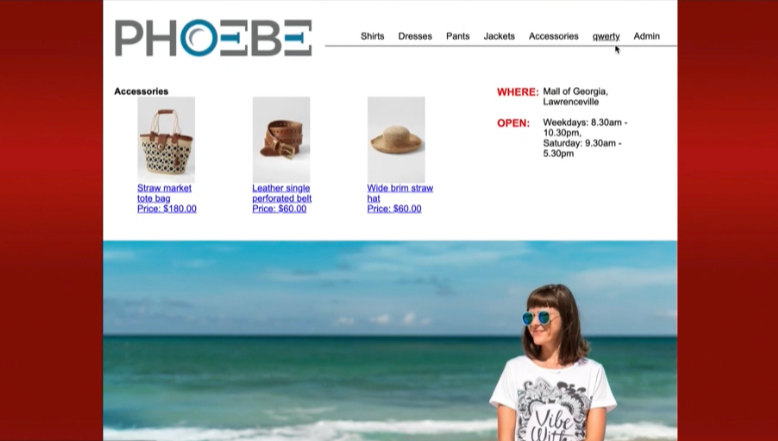 PHOEBE
Shirts Dresses Pants Jackets Accessories qwerty Admin
Accessories
Straw market
tote bag
Price: $180.00
Leather single
perforated belt
Price: $60.00
Wide brim straw
hat
Price: $60.00
WHERE: Mall of Georgia,
Lawrenceville
OPEN: Weekdays: 8.30am -
10.30pm,
Saturday: 9.30am -
5.30pm
Vibe
With